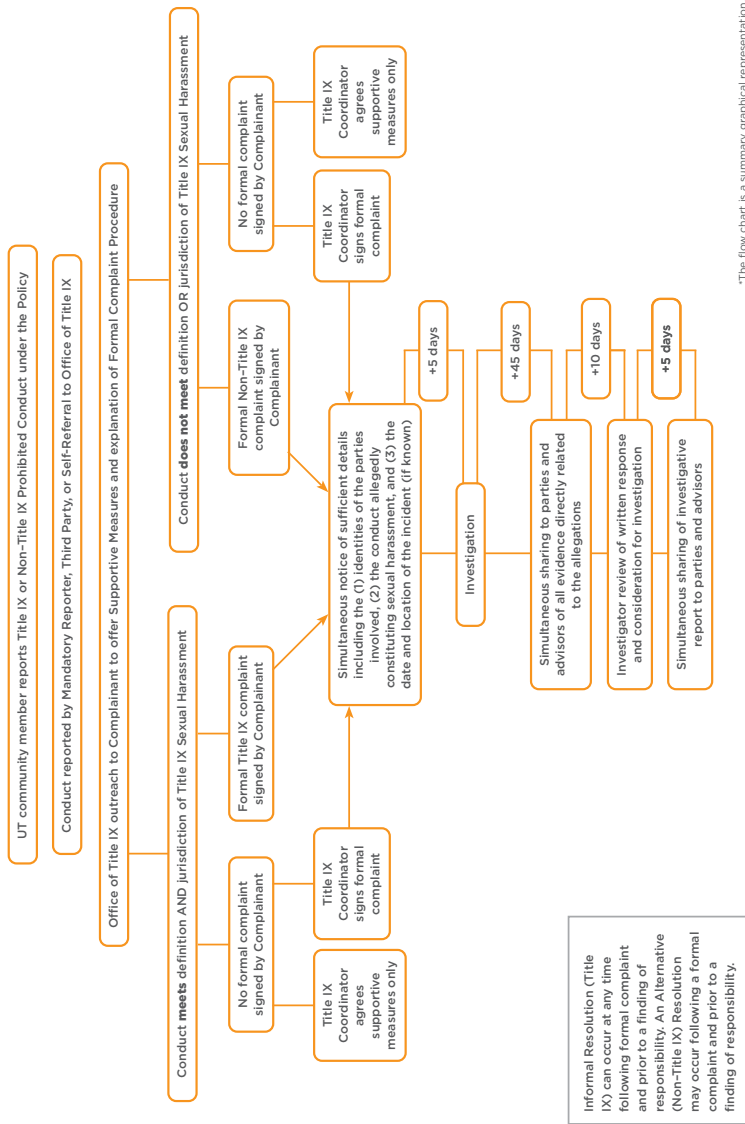 UT community member reports Title IX or Non-Title IX Prohibited Conduct under the Policy
Conduct reported by Mandatory Reporter, Third Party, or Self-Referral to Office of Title IX
Office of Title IX outreach to Complainant to offer Supportive Measures and explanation of Formal Complaint Procedure
Conduct meets definition AND jurisdiction of Title IX Sexual Harassment
Conduct does not meet definition OR jurisdiction of Title IX Sexual Harassment
No formal complaint
signed by Complainant
Formal Title IX complaint
signed by Complainant
Formal Non-Title IX
complaint signed by
Complainant
No formal complaint
signed by Complainant
Title IX
Coordinator
agrees
supportive
measures only
Title IX
Coordinator
signs formal
complaint
Title IX
Coordinator
signs formal
complaint
Title IX
Coordinator
agrees
supportive
measures only
Simultaneous notice of sufficient details
including the (1) identities of the parties
involved, (2) the conduct allegedly
constituting sexual harassment, and (3) the
date and location of the incident (if known)
+5 days
Investigation
+45 days
Simultaneous sharing to parties and
advisors of all evidence directly related
to the allegations
+10 days
Investigator review of written response
and consideration for investigation
+5 days
Simultaneous sharing of investigative
report to parties and advisors
Informal Resolution (Title
IX) can occur at any time
following formal complaint
and prior to a finding of
responsibility. An Alternative
(Non-Title IX) Resolution
may occur following a formal
complaint and prior to a
finding of responsibility.
*The flow chart is a summary graphical representation